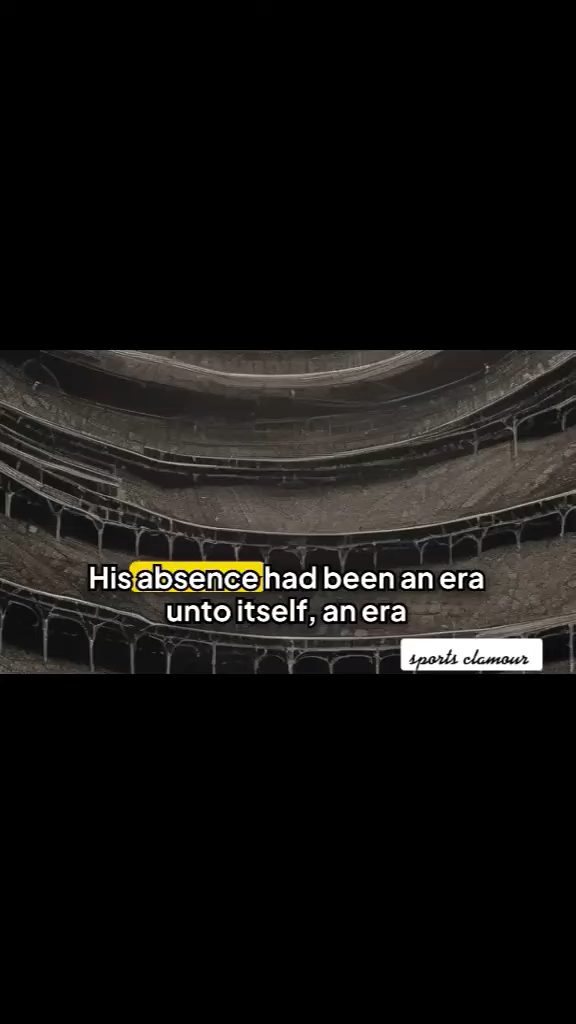 His absence had been an era
unto itself, an era
sports clamour